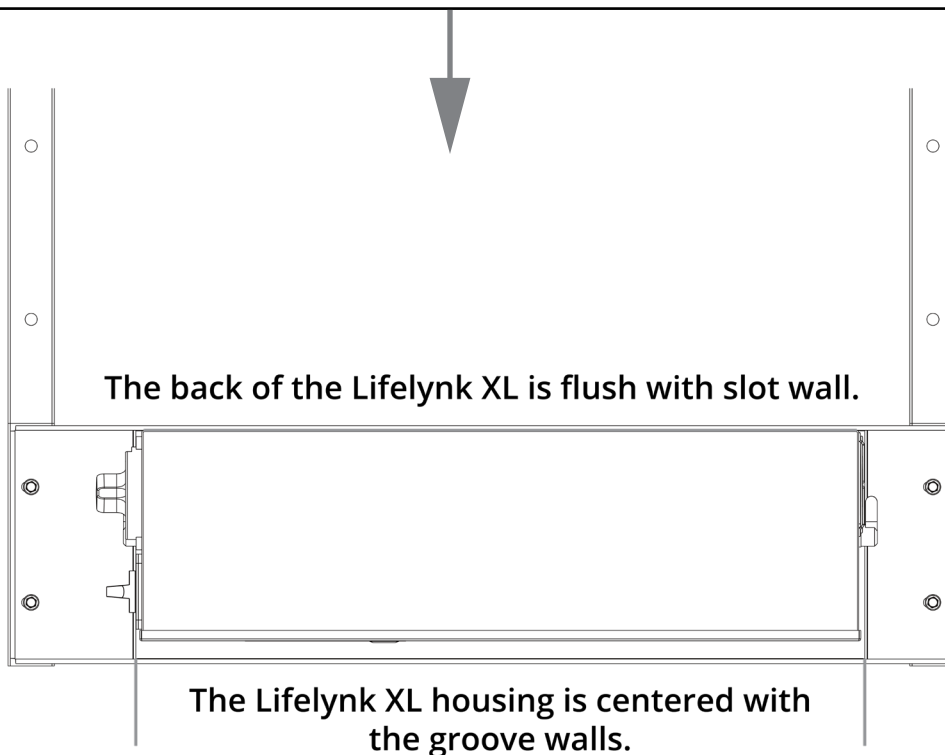 The back of the Lifelynk XL is flush with slot wall.
The Lifelynk XL housing is centered with
the groove walls.